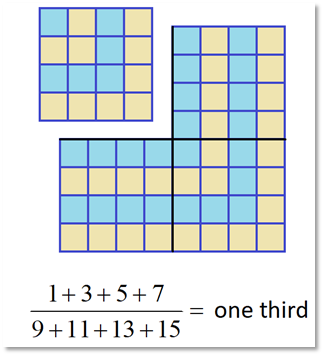 1+3+5+7
9+11+13+15
= one third